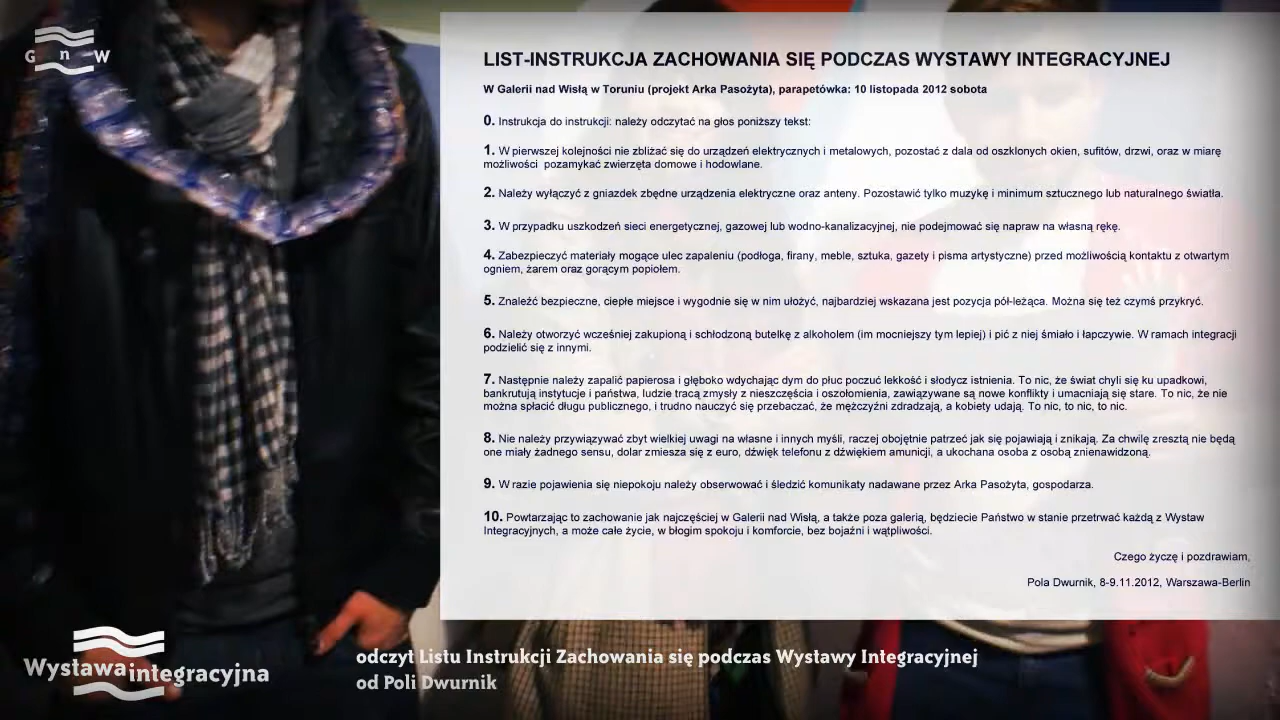 G n W
LIST-INSTRUKCJA ZACHOWANIA SIĘ PODCZAS WYSTAWY INTEGRACYJNEJ
W Galerii nad Wisłą w Toruniu (projekt Arka Pasożyta), parapetówka: 10 listopada 2012 sobota
0. Instrukcja do instrukcji: należy odczytać na głos poniższy tekst:
1. W pierwszej kolejności nie zbliżać się do urządzeń elektrycznych i metalowych, pozostać z dala od oszklonych okien, sufitów, drzwi, oraz w miarę
możliwości pozamykać zwierzęta domowe i hodowlane.
2. Należy wyłączyć z gniazdek zbędne urządzenia elektryczne oraz anteny. Pozostawić tylko muzykę i minimum sztucznego lub naturalnego światła.
3. W przypadku uszkodzeń sieci energetycznej, gazowej lub wodno-kanalizacyjnej, nie podejmować się napraw na własną rękę.
4. Zabezpieczyć materiały mogące ulec zapaleniu (podłoga, firany, meble, sztuka, gazety i pisma artystyczne) przed możliwością kontaktu z otwartym
ogniem, żarem oraz gorącym popiołem.
5. Znaleźć bezpieczne, ciepłe miejsce i wygodnie się w nim ułożyć, najbardziej wskazana jest pozycja pół-leżąca. Można się też czymś przykryć.
6. Należy otworzyć wcześniej zakupioną i schłodzoną butelkę z alkoholem (im mocniejszy tym lepiej) i pić z niej śmiało i łapczywie. W ramach integracji
podzielić się z innymi.
7. Następnie należy zapalić papierosa i głęboko wdychając dym do płuc poczuć lekkość i słodycz istnienia. To nic, że świat chyli się ku upadkowi,
bankrutują instytucje i państwa, ludzie tracą zmysły z nieszczęścia i oszołomienia, zawiązywane są nowe konflikty i umacniają się stare. To nic, że nie
można spłacić długu publicznego, i trudno nauczyć się przebaczać, że mężczyźni zdradzają, a kobiety udają. To nic, to nic, to nic.
8. Nie należy przywiązywać zbyt wielkiej uwagi na własne i innych myśli, raczej obojętnie patrzeć jak się pojawiają i znikają. Za chwilę zresztą nie będą
one miały żadnego sensu, dolar zmiesza się z euro, dźwięk telefonu z dźwiękiem amunicji, a ukochana osoba z osobą znienawidzoną.
9. W razie pojawienia się niepokoju należy obserwować i śledzić komunikaty nadawane przez Arka Pasożyta, gospodarza.
10. Powtarzając to zachowanie jak najczęściej w Galerii nad Wisłą, a także poza galerią, będziecie Państwo w stanie przetrwać każdą z Wystaw
Integracyjnych, a może całe życie, w błogim spokoju i komforcie, bez bojaźni i wątpliwości.
Czego życzę i pozdrawiam,
Pola Dwurnik, 8-9.11.2012, Warszawa-Berlin
Wystawa integracyjna
odczyt Listu Instrukcji Zachowania się podczas Wystawy Integracyjnej
od Poli Dwurnik